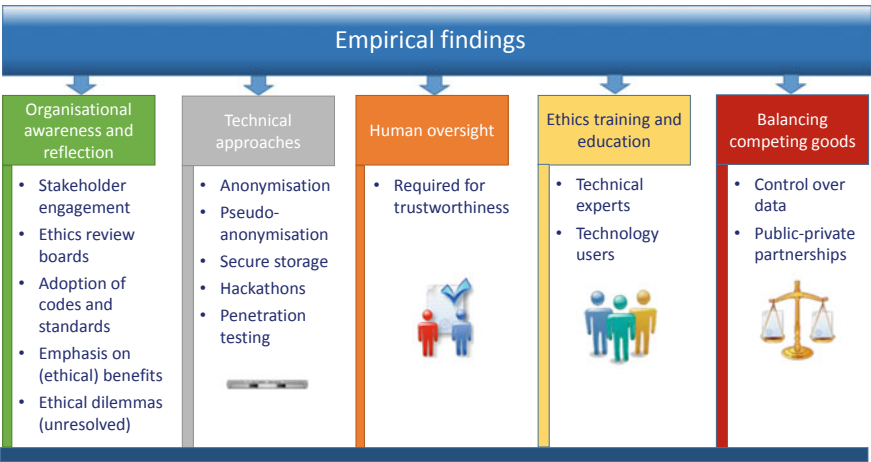 Empirical findings
Organisational
awareness and
reflection
• Stakeholder
engagement
• Ethics review
boards
• Adoption of
codes and
standards
• Emphasis on
(ethical) benefits
• Ethical dilemmas
(unresolved)
Technical
approaches
• Anonymisation
• Pseudo-
anonymisation
• Secure storage
• Hackathons
• Penetration
testing
Human oversight
• Required for
trustworthiness
Ethics training and
education
• Technical
experts
• Technology
users
Balancing
competing goods
• Control over
data
• Public-private
partnerships